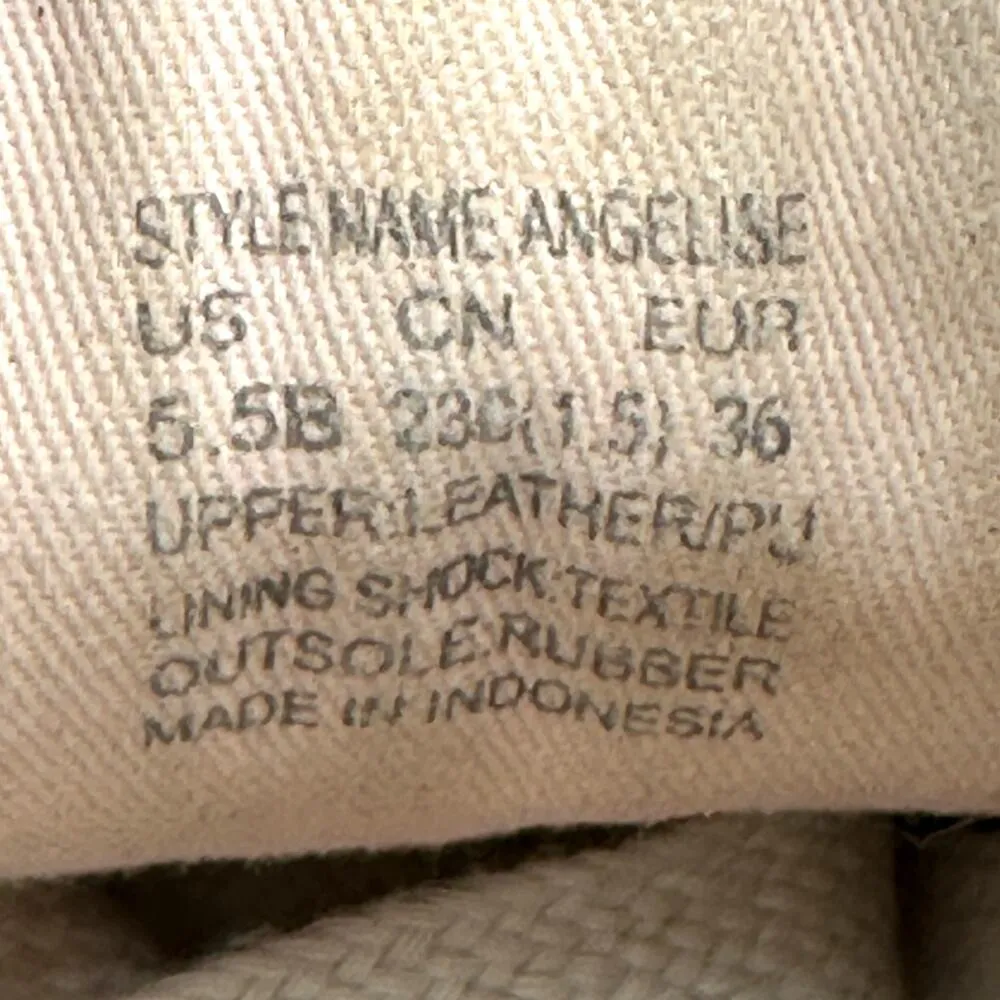 STYLE NAME ANGELISE
US CN EUR
5.5B 230(1.5) 36
UPPER:LEATHER/PU
LINING SHOCK:TEXTILE
OUTSOLE:RUBBER
MADE IN INDONESIA